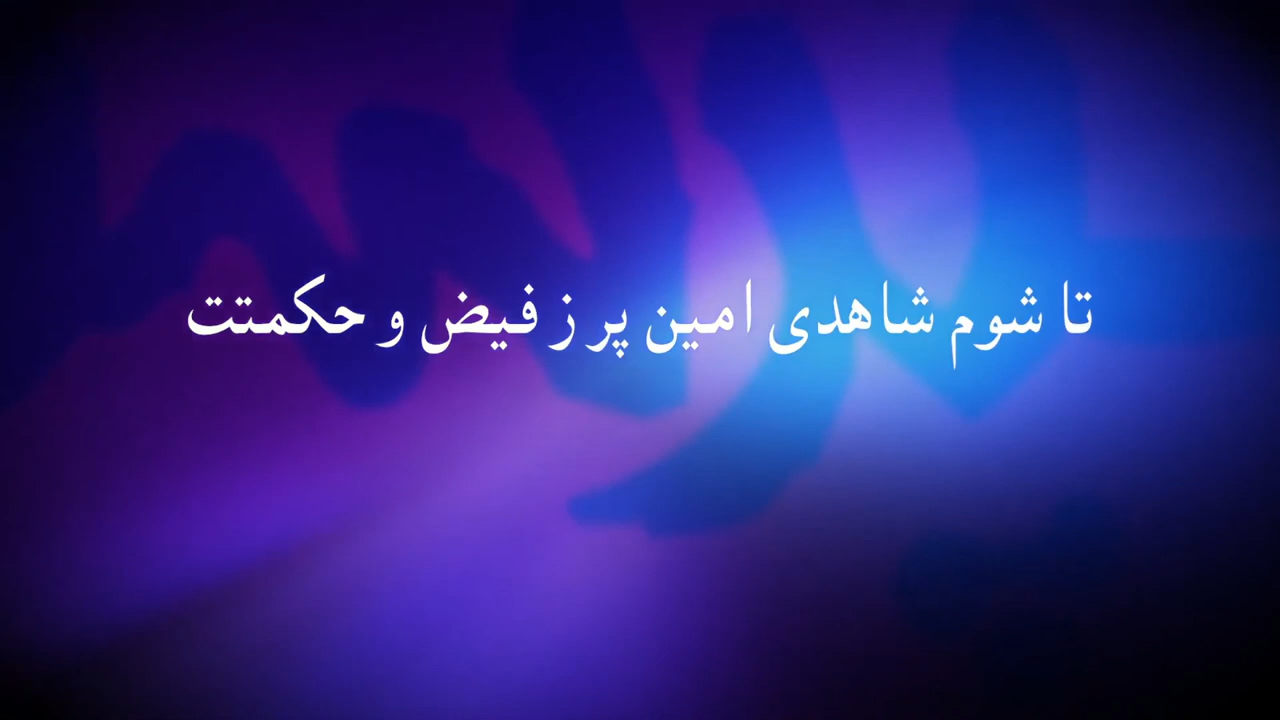 تا شوم شاهدی امین پر ز فیض و حکمتت